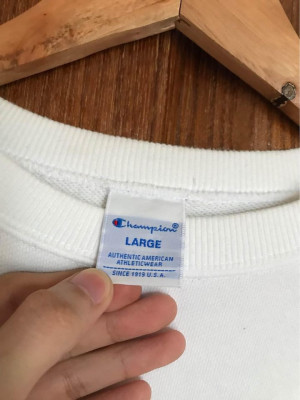 Champion
LARGE
AUTHENTIC AMERICAN
ATHLETICWEAR
SINCE 1919 U.S.A.